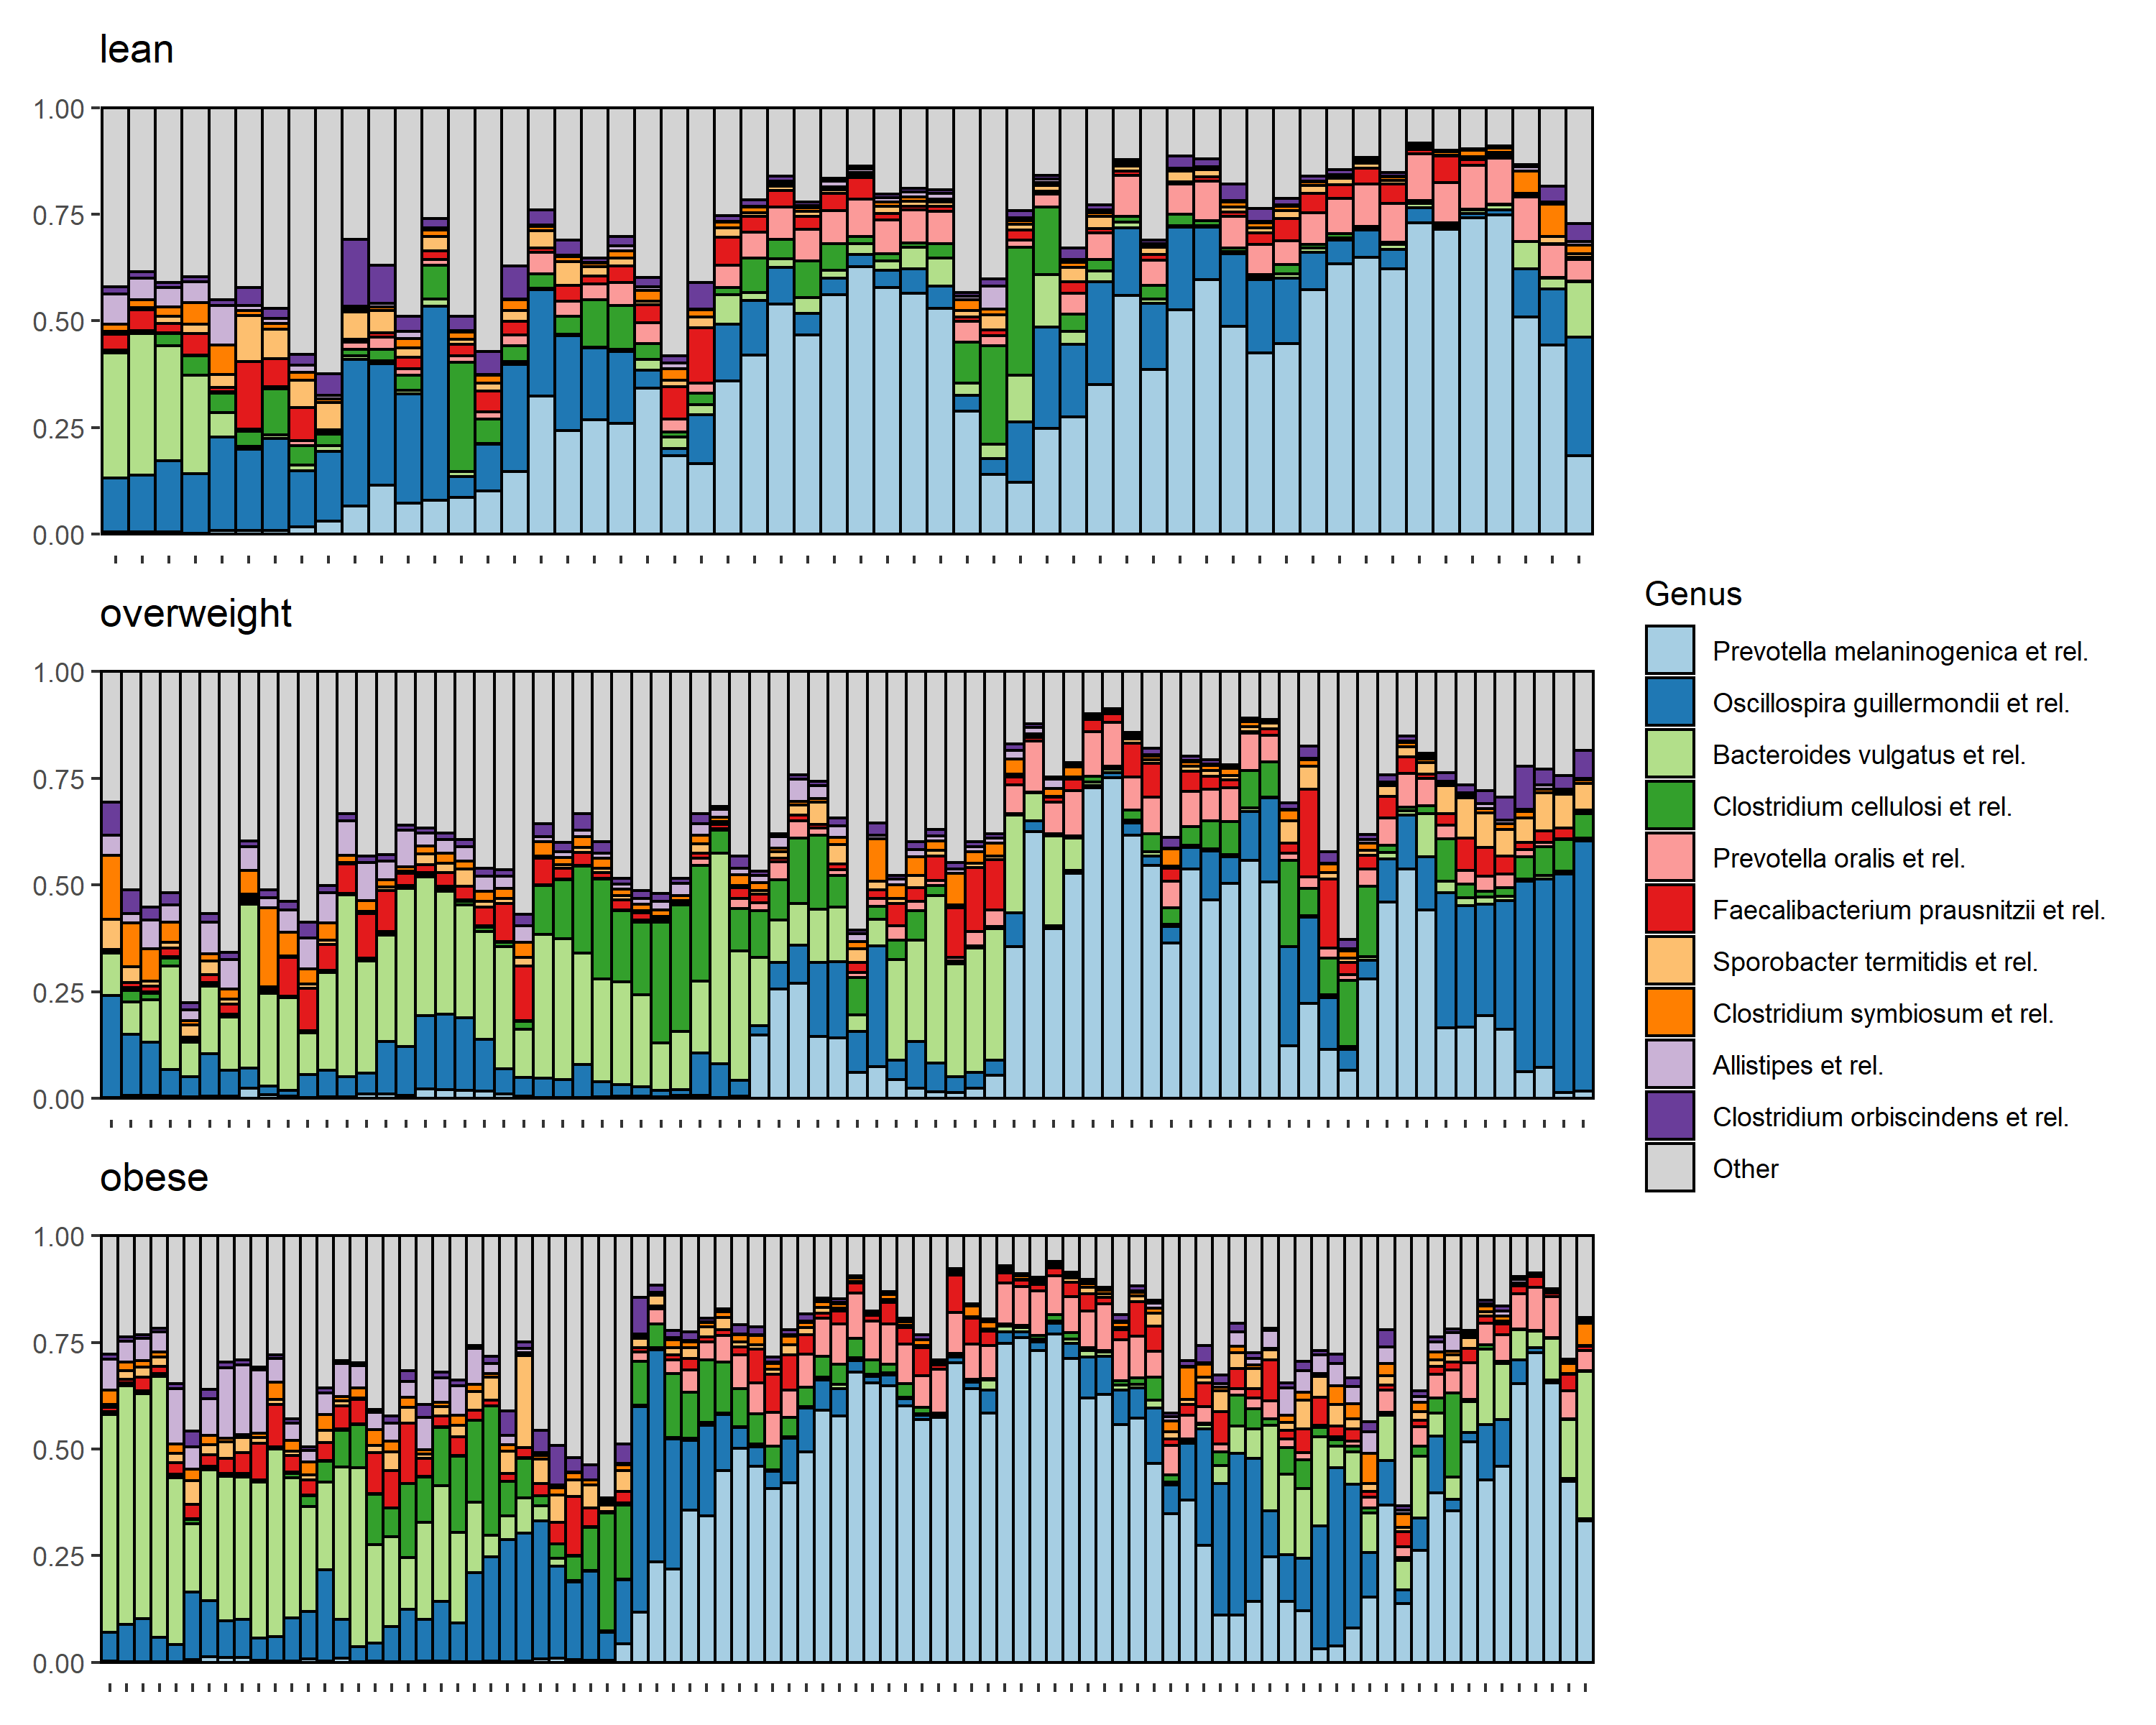 lean
1.00
0.75
0.50
0.25
0.00
overweight
1.00
0.75
0.50
0.25
0.00
obese
1.00
0.75
0.50
0.25
0.00
Genus
Prevotella melaninogenica et rel.
Oscillospira guillermondii et rel.
Bacteroides vulgatus et rel.
Clostridium cellulosi et rel.
Prevotella oralis et rel.
Faecalibacterium prausnitzii et rel.
Sporobacter termitidis et rel.
Clostridium symbiosum et rel.
Allistipes et rel.
Clostridium orbiscindens et rel.
Other